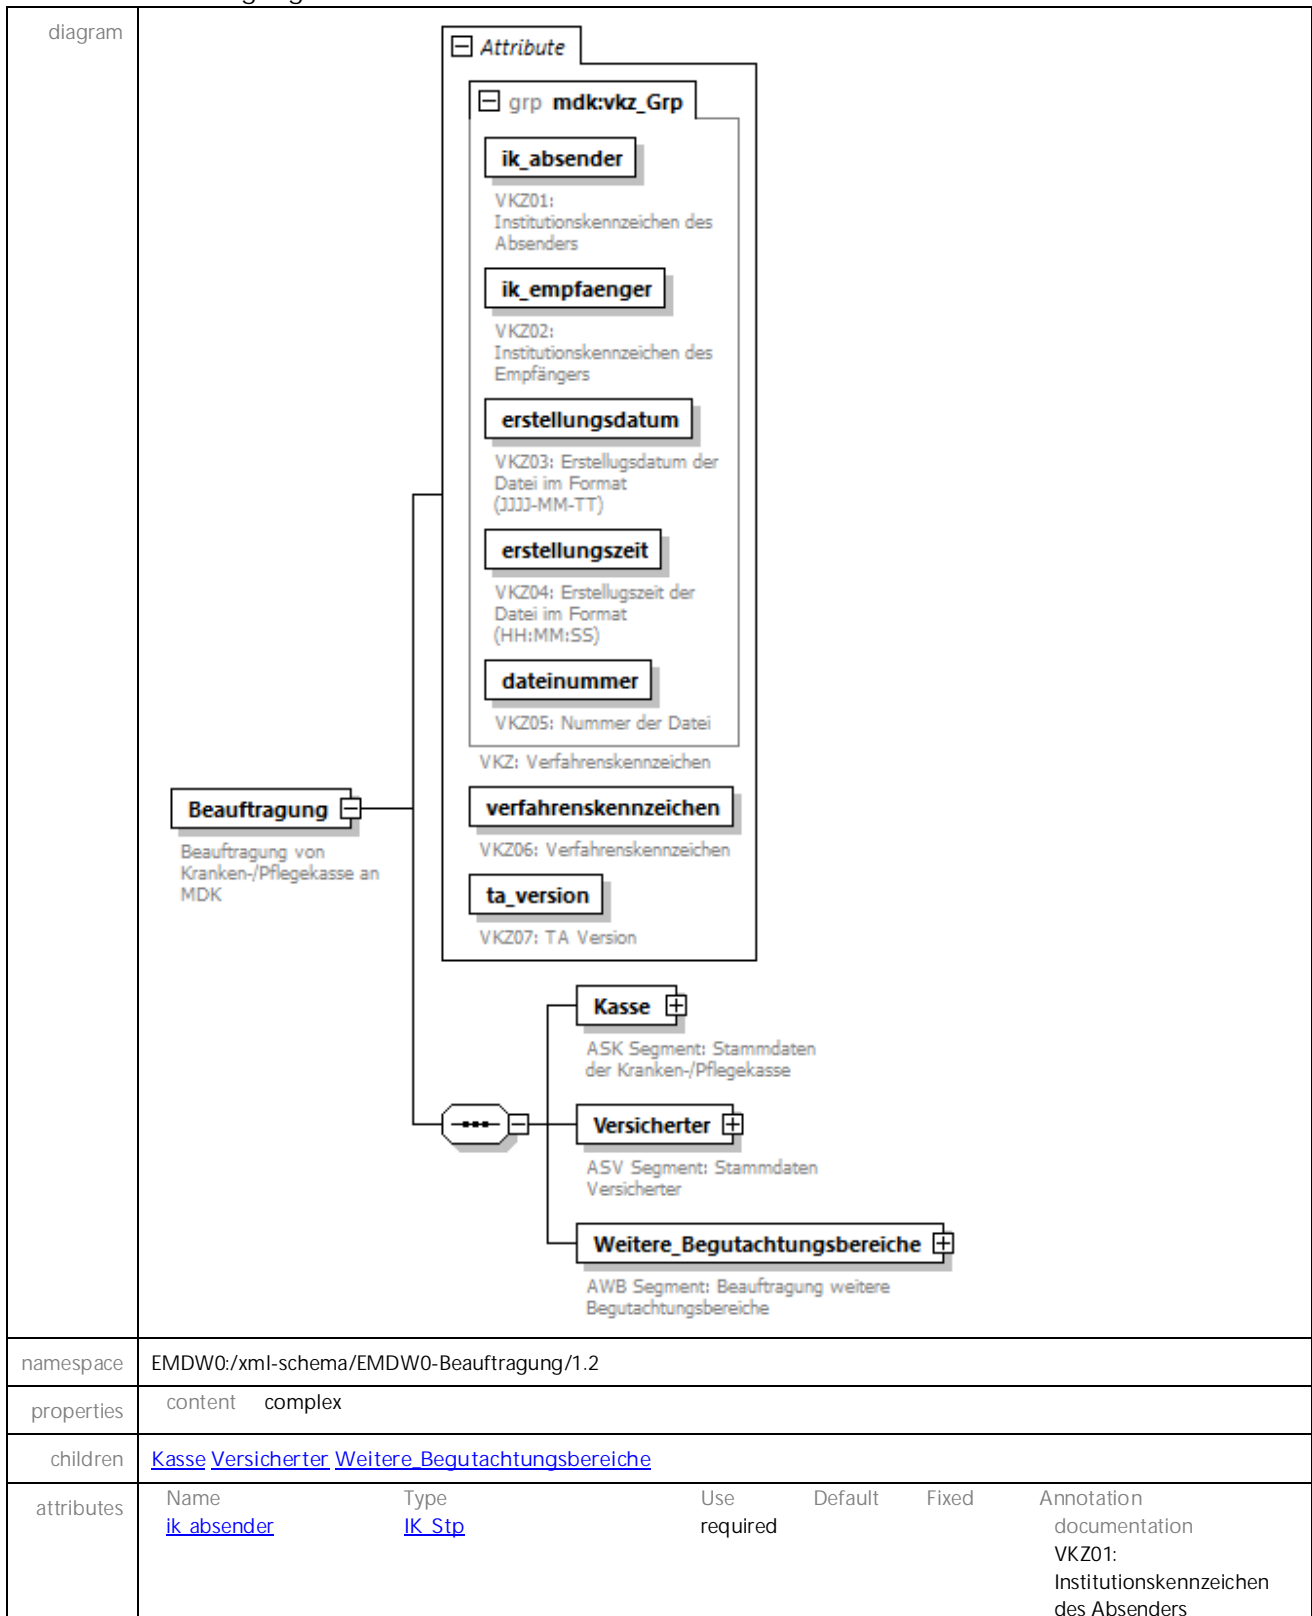 diagram
Attribute
grp mdk:vkz_Grp
ik_absender
VKZ01:
Institutionskennzeichen des
Absenders
ik_empfaenger
VKZ02:
Institutionskennzeichen des
Empfängers
erstellungsdatum
VKZ03: Erstellugsdatum der
Datei im Format
(JJJJ-MM-TT)
erstellungszeit
VKZ04: Erstellugszeit der
Datei im Format
(HH:MM:SS)
dateinummer
VKZ05: Nummer der Datei
VKZ: Verfahrenskennzeichen
Beauftragung
Beauftragung von
Kranken-/Pflegekasse an
MDK
verfahrenskennzeichen
VKZ06: Verfahrenskennzeichen
ta_version
VKZ07: TA Version
Kasse
ASK Segment: Stammdaten
der Kranken-/Pflegekasse
Versicherter
ASV Segment: Stammdaten
Versicherter
Weitere_Begutachtungsbereiche
AWB Segment: Beauftragung weitere
Begutachtungsbereiche
namespace EMDW0:/xml-schema/EMDW0-Beauftragung/1.2
properties content complex
children Kasse Versicherter Weitere_Begutachtungsbereiche
attributes Name Type Use Default Fixed Annotation
ik_absender IK_Stp required documentation
VKZ01:
Institutionskennzeichen
des Absenders